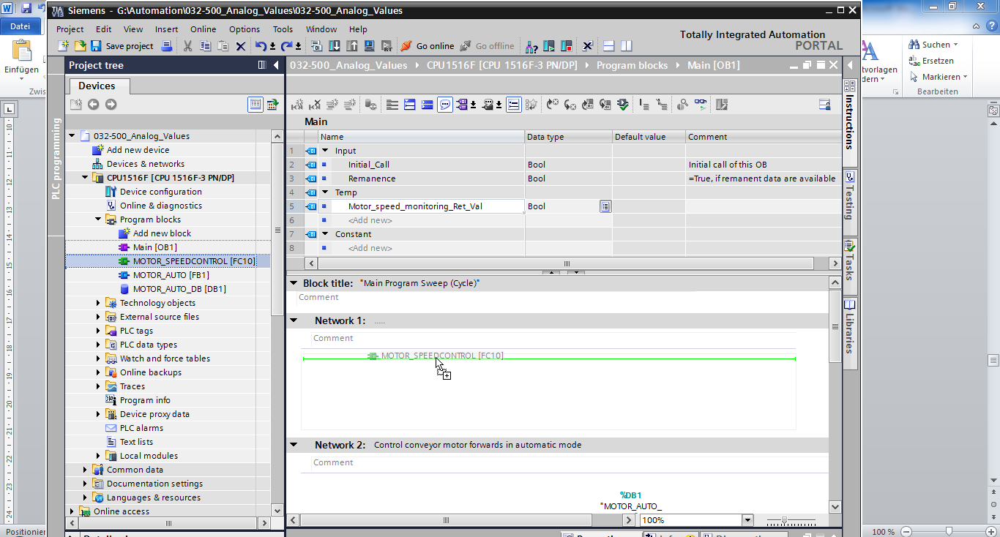 Siemens - G:\Automation\032-500_Analog_Values\032-500_Analog_Values
TIA
V13
Datei
Project Edit View Insert Online Options Tools Window Help
Totally Integrated Automation
PORTAL
Save project
Go online
Go offline
Einfügen
Zwis
Suchen
Ersetzen
Markieren
Bearbeiten
Project tree
032-500_Analog_Values CPU1516F [CPU 1516F-3 PN/DP] Program blocks Main [OB1]
Devices
PLC programming
032-500_Analog_Values
Add new device
Devices & networks
CPU1516F [CPU 1516F-3 PN/DP]
Device configuration
Online & diagnostics
Program blocks
Add new block
Main [OB1]
MOTOR_SPEEDCONTROL [FC10]
MOTOR_AUTO [FB1]
MOTOR_AUTO_DB [DB1]
Technology objects
External source files
PLC tags
PLC data types
Watch and force tables
Online backups
Traces
Program info
Device proxy data
PLC alarms
Text lists
Local modules
Common data
Documentation settings
Languages & resources
Online access
Main
Name Data type Default value Comment
1 Input
2 Initial_Call Bool Initial call of this OB
3 Remanence Bool =True, if remanent data are available
4 Temp
5 Motor_speed_monitoring_Ret_Val Bool
6 <Add new>
7 Constant
8 <Add new>
Block title: "Main Program Sweep (Cycle)"
Comment
Network 1: .....
Comment
MOTOR_SPEEDCONTROL [FC10]
Network 2: Control conveyor motor forwards in automatic mode
Comment
%DB1
"MOTOR_AUTO_
100%
Instructions
Testing
Tasks
Libraries
100 %